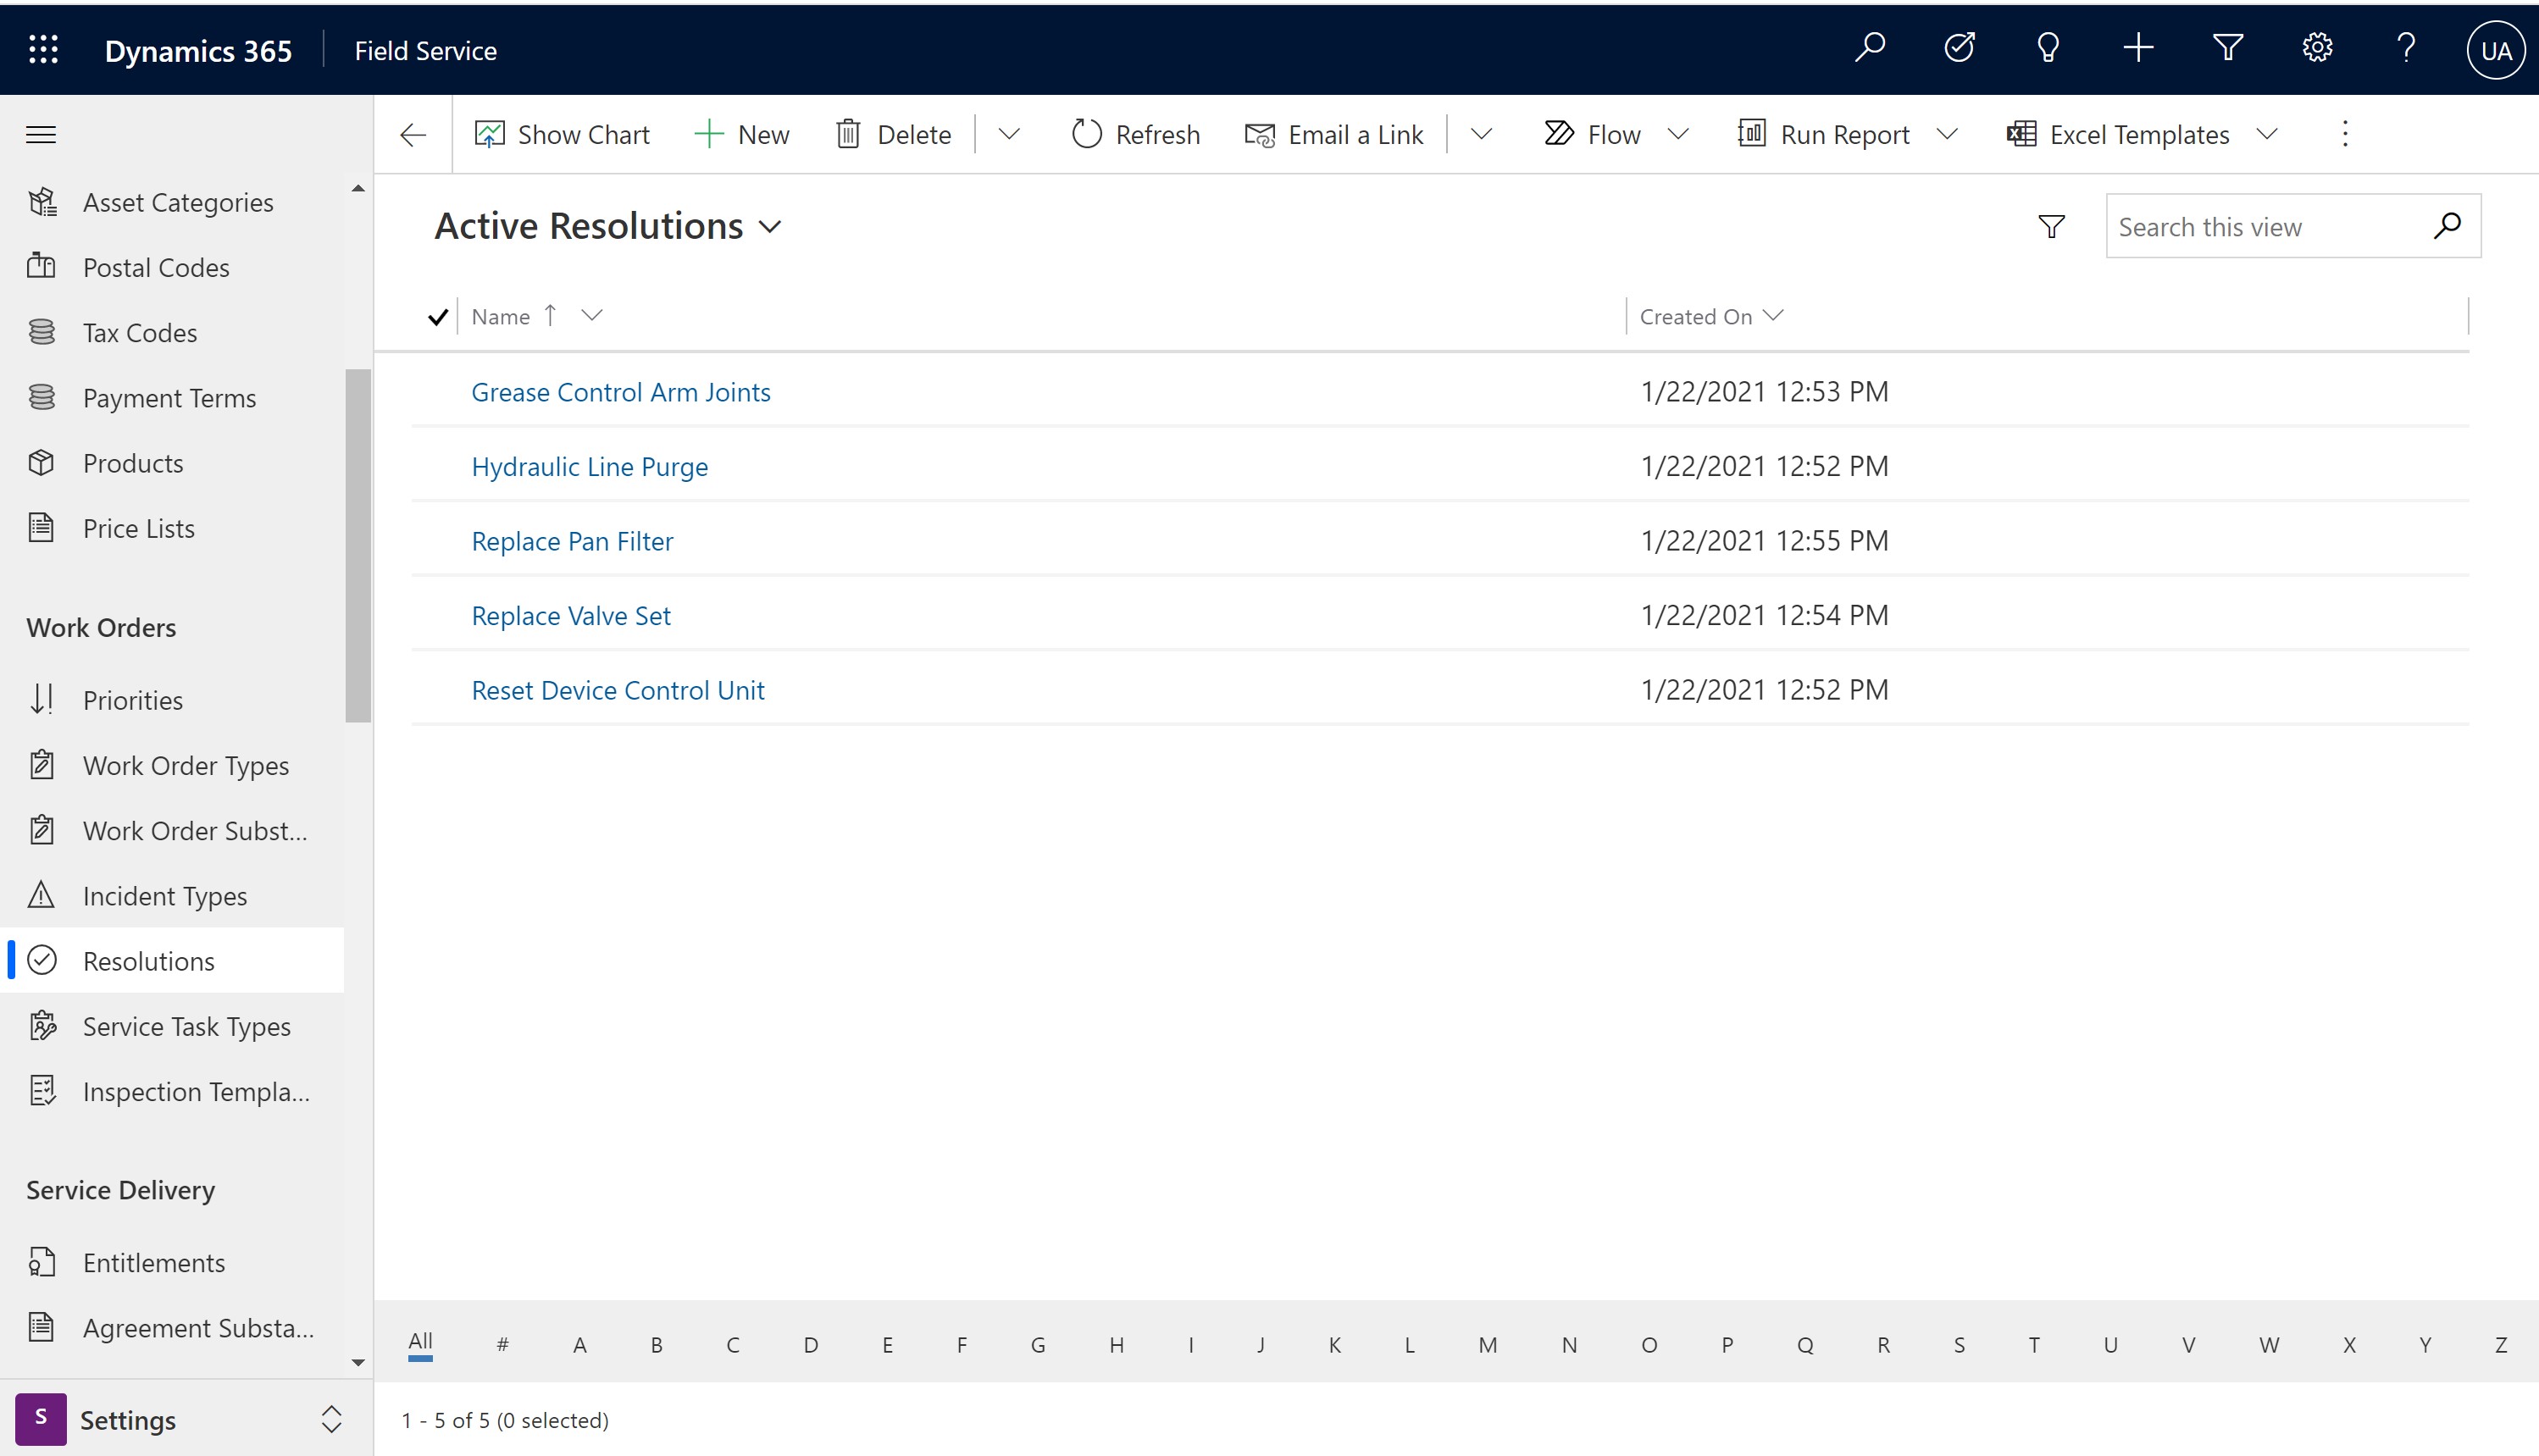 Dynamics 365 Field Service UA
Show Chart New Delete Refresh Email a Link Flow Run Report Excel Templates
Asset Categories
Postal Codes
Tax Codes
Payment Terms
Products
Price Lists
Work Orders
Priorities
Work Order Types
Work Order Subst...
Incident Types
Resolutions
Service Task Types
Inspection Templa...
Service Delivery
Entitlements
Agreement Substa...
S Settings
Active Resolutions Search this view
Name Created On
Grease Control Arm Joints 1/22/2021 12:53 PM
Hydraulic Line Purge 1/22/2021 12:52 PM
Replace Pan Filter 1/22/2021 12:55 PM
Replace Valve Set 1/22/2021 12:54 PM
Reset Device Control Unit 1/22/2021 12:52 PM
All # A B C D E F G H I J K L M N O P Q R S T U V W X Y Z
1 - 5 of 5 (0 selected)